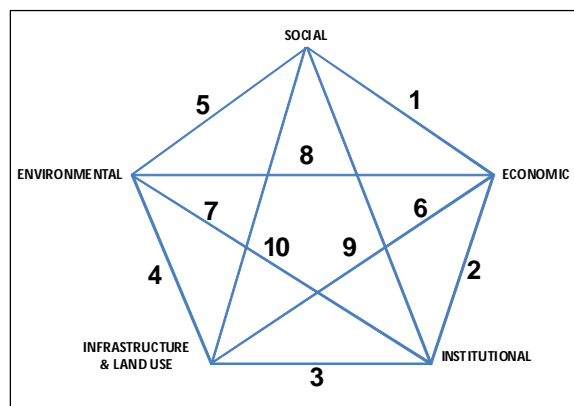 SOCIAL
5
1
8
ENVIRONMENTAL
ECONOMIC
7
6
10
9
4
2
INFRASTRUCTURE
& LAND USE
INSTITUTIONAL
3